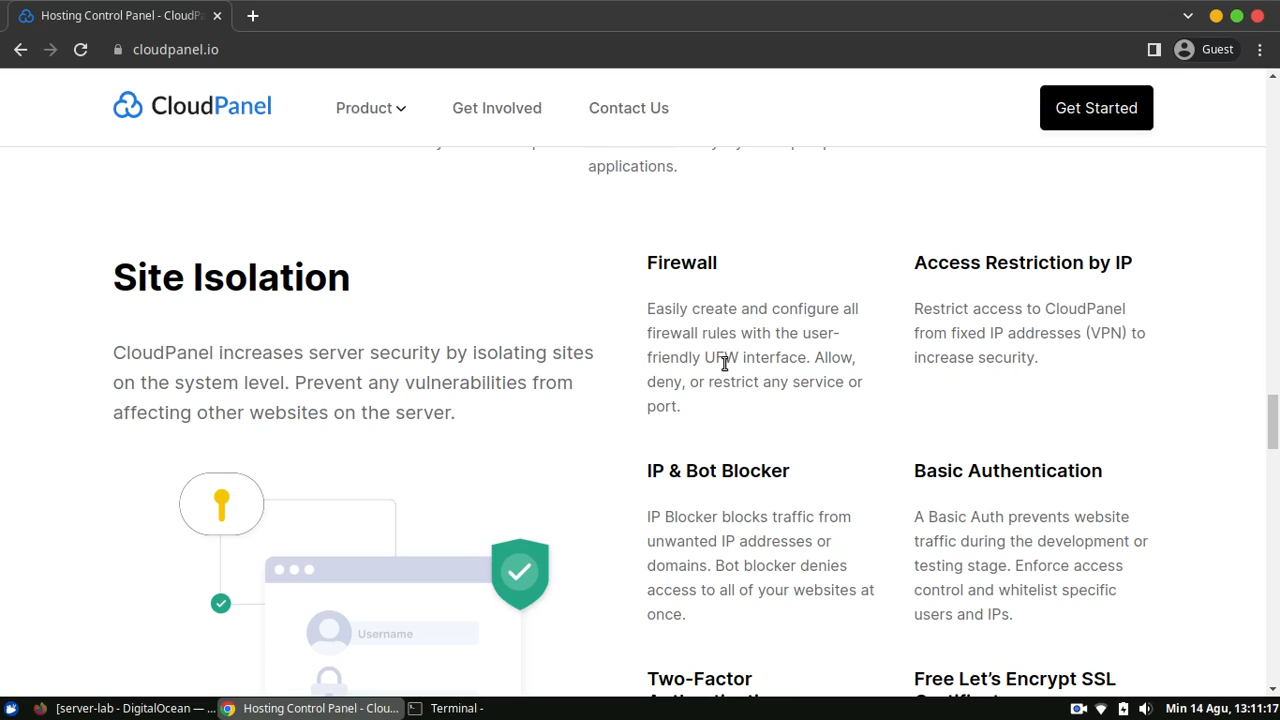 Hosting Control Panel - CloudPa
cloudpanel.io
Guest
CloudPanel
Product
Get Involved
Contact Us
Get Started
applications.
Site Isolation
CloudPanel increases server security by isolating sites
on the system level. Prevent any vulnerabilities from
affecting other websites on the server.
Username
Firewall
Easily create and configure all
firewall rules with the user-
friendly UFW interface. Allow,
deny, or restrict any service or
port.
Access Restriction by IP
Restrict access to CloudPanel
from fixed IP addresses (VPN) to
increase security.
IP & Bot Blocker
IP Blocker blocks traffic from
unwanted IP addresses or
domains. Bot blocker denies
access to all of your websites at
once.
Basic Authentication
A Basic Auth prevents website
traffic during the development or
testing stage. Enforce access
control and whitelist specific
users and IPs.
Two-Factor
Free Let's Encrypt SSL
[server-lab - DigitalOcean — ...
Hosting Control Panel - Clou...
Terminal -
Min 14 Agu, 13:11:17